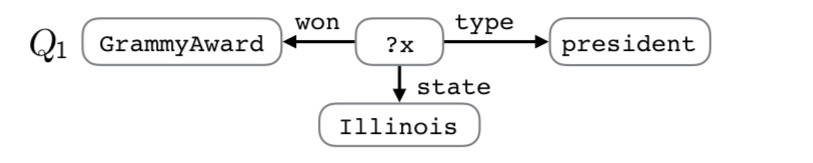 won type
Q1 GrammyAward ?x president
state
Illinois